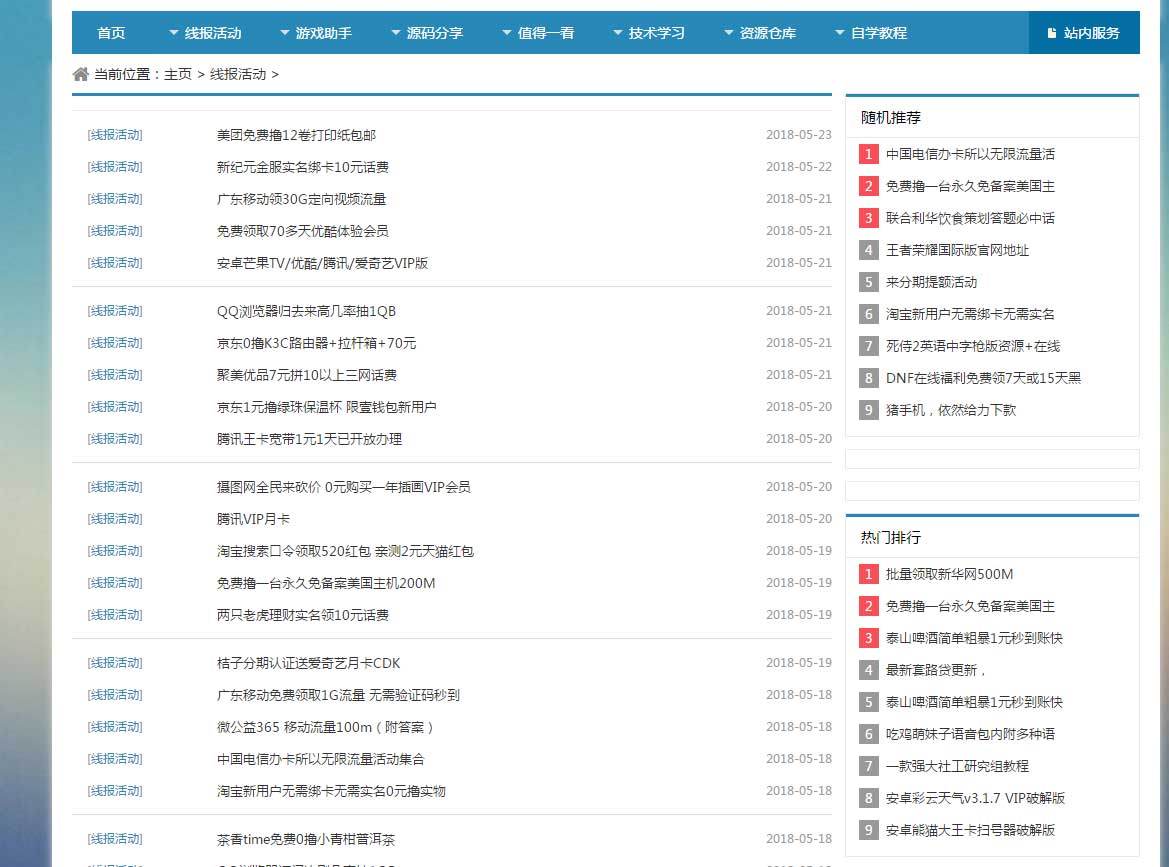 首页 线报活动 游戏助手 源码分享 值得一看 技术学习 资源仓库 自学教程 站内服务
当前位置：主页 > 线报活动 >
[线报活动] 美团免费撸12卷打印纸包邮 2018-05-23
[线报活动] 新纪元金服实名绑卡10元话费 2018-05-22
[线报活动] 广东移动领30G定向视频流量 2018-05-21
[线报活动] 免费领取70多天优酷体验会员 2018-05-21
[线报活动] 安卓芒果TV/优酷/腾讯/爱奇艺VIP版 2018-05-21
[线报活动] QQ浏览器归去来高几率抽1QB 2018-05-21
[线报活动] 京东0撸K3C路由器+拉杆箱+70元 2018-05-21
[线报活动] 聚美优品7元拼10以上三网话费 2018-05-21
[线报活动] 京东1元撸绿珠保温杯 限壹钱包新用户 2018-05-20
[线报活动] 腾讯王卡宽带1元1天已开放办理 2018-05-20
[线报活动] 摄图网全民来砍价 0元购买一年插画VIP会员 2018-05-20
[线报活动] 腾讯VIP月卡 2018-05-20
[线报活动] 淘宝搜索口令领取520红包 亲测2元天猫红包 2018-05-19
[线报活动] 免费撸一台永久免备案美国主机200M 2018-05-19
[线报活动] 两只老虎理财实名领10元话费 2018-05-19
[线报活动] 桔子分期认证送爱奇艺月卡CDK 2018-05-19
[线报活动] 广东移动免费领取1G流量 无需验证码秒到 2018-05-18
[线报活动] 微公益365 移动流量100m（附答案） 2018-05-18
[线报活动] 中国电信办卡所以无限流量活动集合 2018-05-18
[线报活动] 淘宝新用户无需绑卡无需实名0元撸实物 2018-05-18
[线报活动] 茶香time免费0撸小青柑普洱茶 2018-05-18
随机推荐
1 中国电信办卡所以无限流量活
2 免费撸一台永久免备案美国主
3 联合利华饮食策划答题必中话
4 王者荣耀国际版官网地址
5 来分期提额活动
6 淘宝新用户无需绑卡无需实名
7 死侍2英语中字枪版资源+在线
8 DNF在线福利免费领7天或15天黑
9 猪手机，依然给力下款
热门排行
1 批量领取新华网500M
2 免费撸一台永久免备案美国主
3 泰山啤酒简单粗暴1元秒到账快
4 最新套路贷更新，
5 泰山啤酒简单粗暴1元秒到账快
6 吃鸡萌妹子语音包内附多种语
7 一款强大社工研究组教程
8 安卓彩云天气v3.1.7 VIP破解版
9 安卓熊猫大王卡扫号器破解版